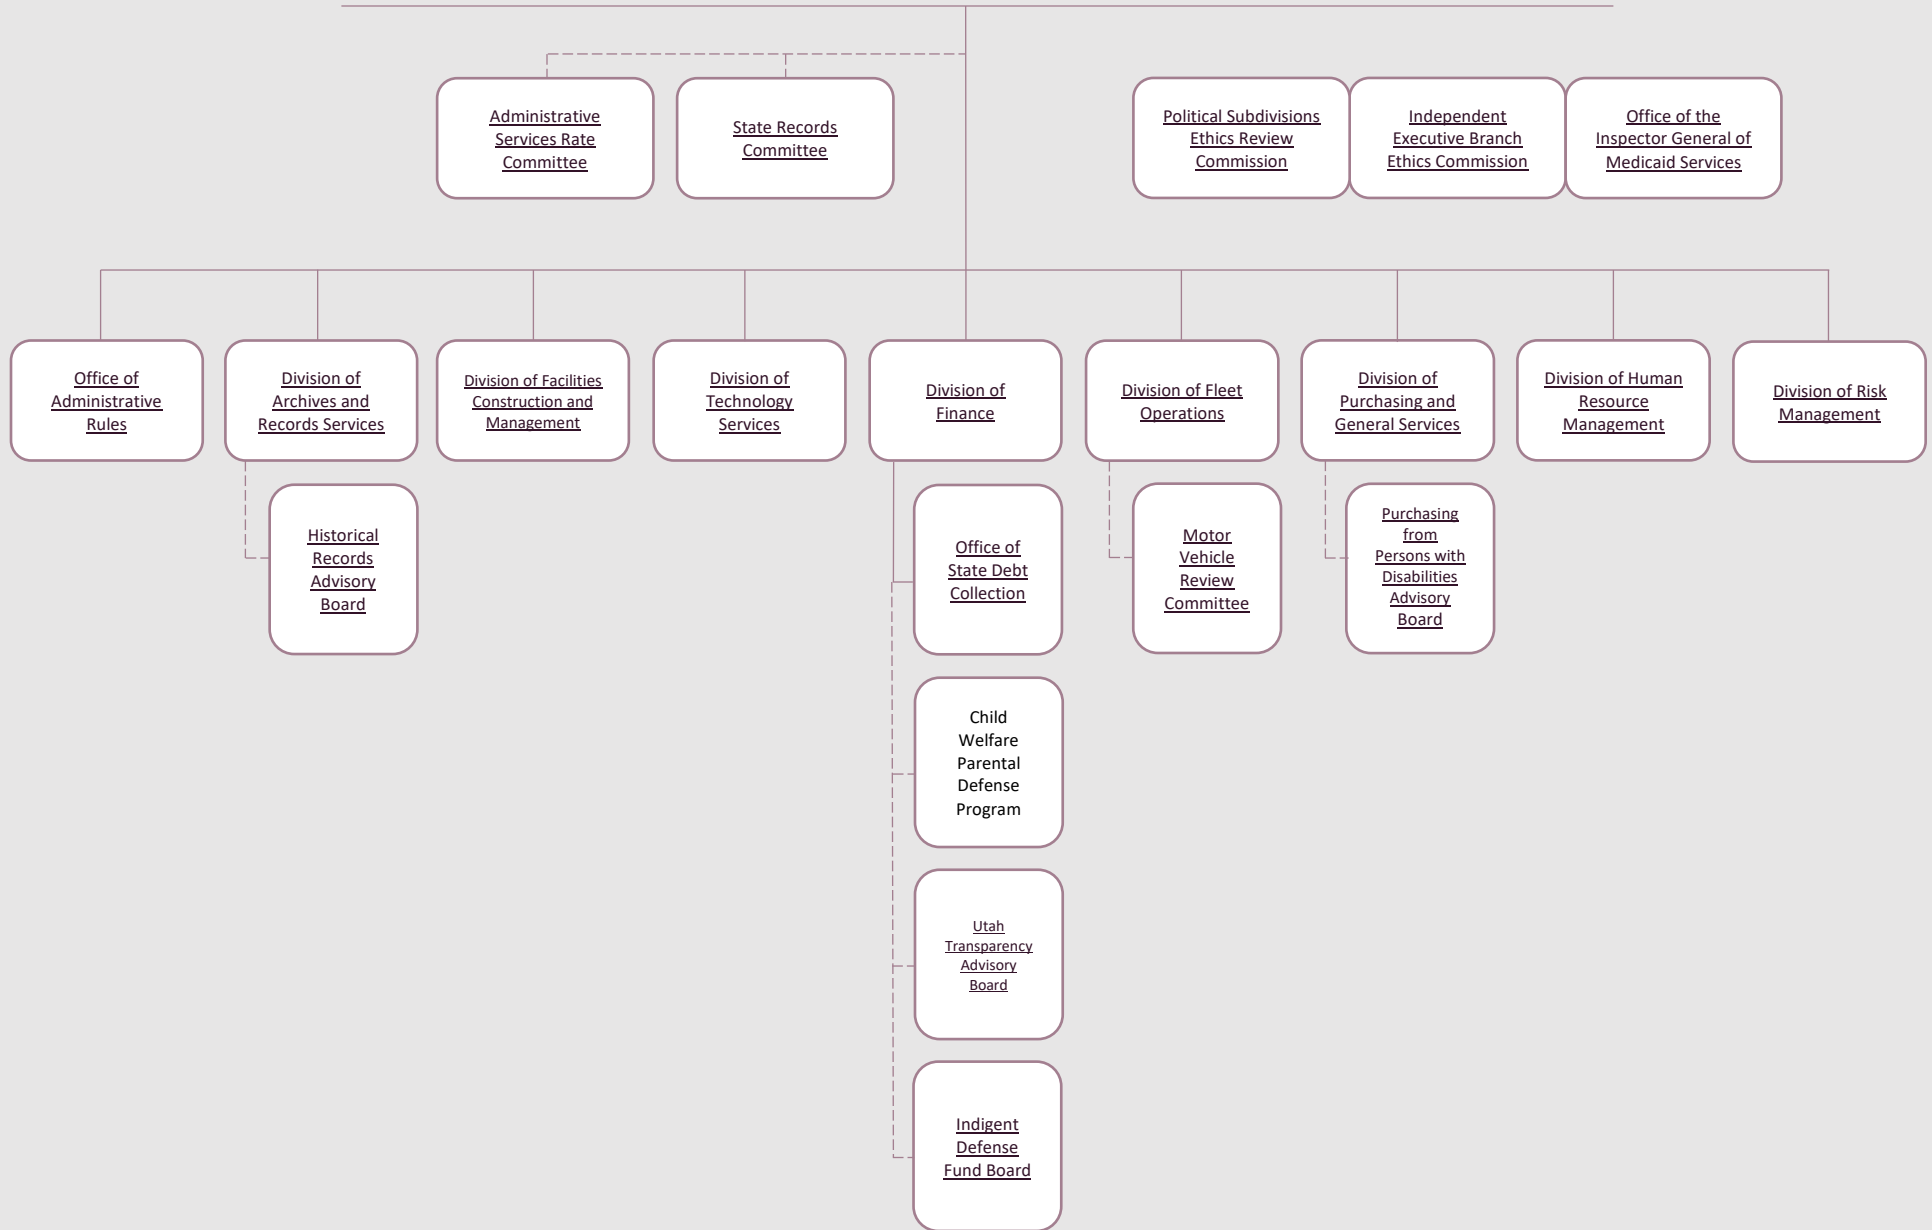 Administrative
Services Rate
Committee
State Records
Committee
Political Subdivisions
Ethics Review
Commission
Independent
Executive Branch
Ethics Commission
Office of the
Inspector General of
Medicaid Services
Office of
Administrative
Rules
Division of
Archives and
Records Services
Division of Facilities
Construction and
Management
Division of
Technology
Services
Division of
Finance
Division of Fleet
Operations
Division of
Purchasing and
General Services
Division of Human
Resource
Management
Division of Risk
Management
Historical
Records
Advisory
Board
Office of
State Debt
Collection
Motor
Vehicle
Review
Committee
Purchasing
from
Persons with
Disabilities
Advisory
Board
Child
Welfare
Parental
Defense
Program
Utah
Transparency
Advisory
Board
Indigent
Defense
Fund Board